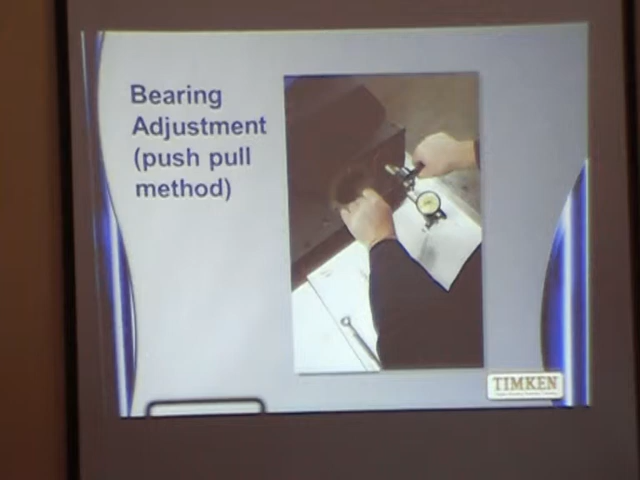 Bearing
Adjustment
(push pull
method)
TIMKEN